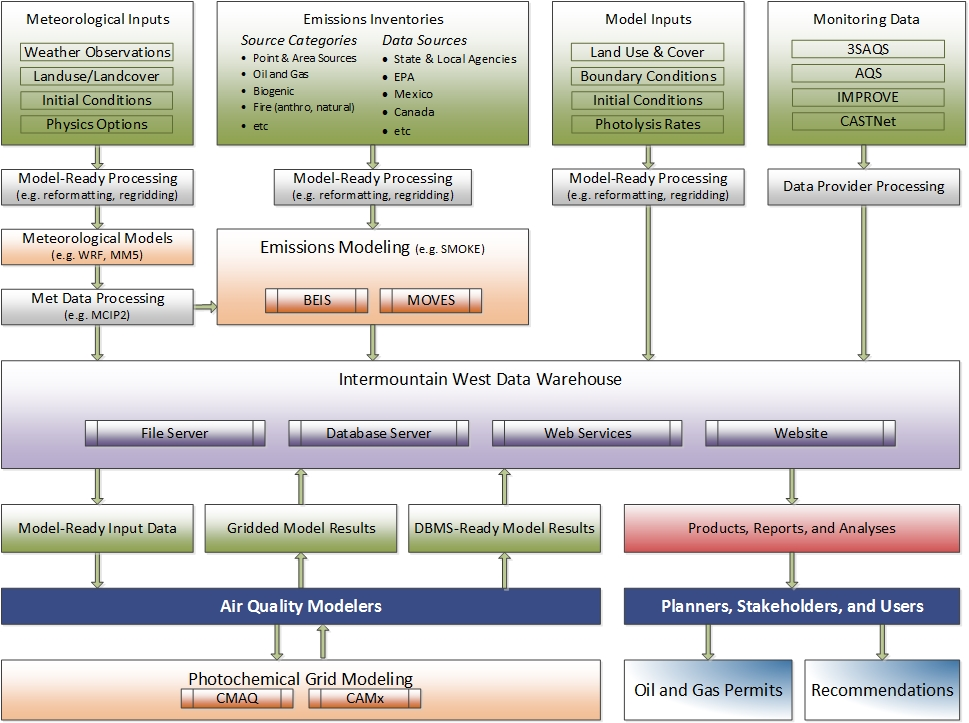 Meteorological Inputs
Weather Observations
Landuse/Landcover
Initial Conditions
Physics Options
Emissions Inventories
Source Categories
• Point & Area Sources
• Oil and Gas
• Biogenic
• Fire (anthro, natural)
• etc
Data Sources
• State & Local Agencies
• EPA
• Mexico
• Canada
• etc
Model Inputs
Land Use & Cover
Boundary Conditions
Initial Conditions
Photolysis Rates
Monitoring Data
3SAQS
AQS
IMPROVE
CASTNet
Model-Ready Processing
(e.g. reformatting, regridding)
Model-Ready Processing
(e.g. reformatting, regridding)
Model-Ready Processing
(e.g. reformatting, regridding)
Data Provider Processing
Meteorological Models
(e.g. WRF, MM5)
Met Data Processing
(e.g. MCIP2)
Emissions Modeling (e.g. SMOKE)
BEIS
MOVES
Intermountain West Data Warehouse
File Server
Database Server
Web Services
Website
Model-Ready Input Data
Gridded Model Results
DBMS-Ready Model Results
Products, Reports, and Analyses
Air Quality Modelers
Planners, Stakeholders, and Users
Photochemical Grid Modeling
CMAQ
CAMx
Oil and Gas Permits
Recommendations